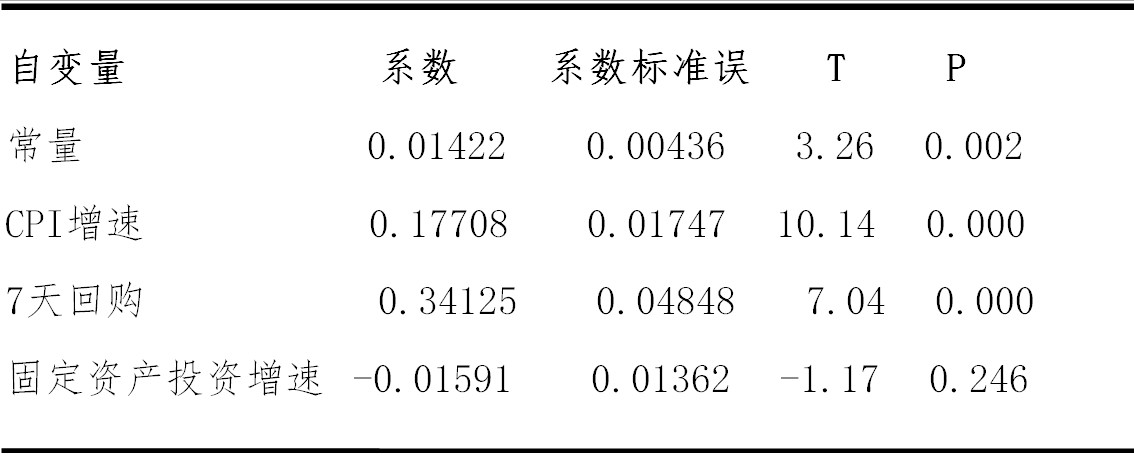 自变量 系数 系数标准误 T P
常量 0.01422 0.00436 3.26 0.002
CPI增速 0.17708 0.01747 10.14 0.000
7天回购 0.34125 0.04848 7.04 0.000
固定资产投资增速 -0.01591 0.01362 -1.17 0.246